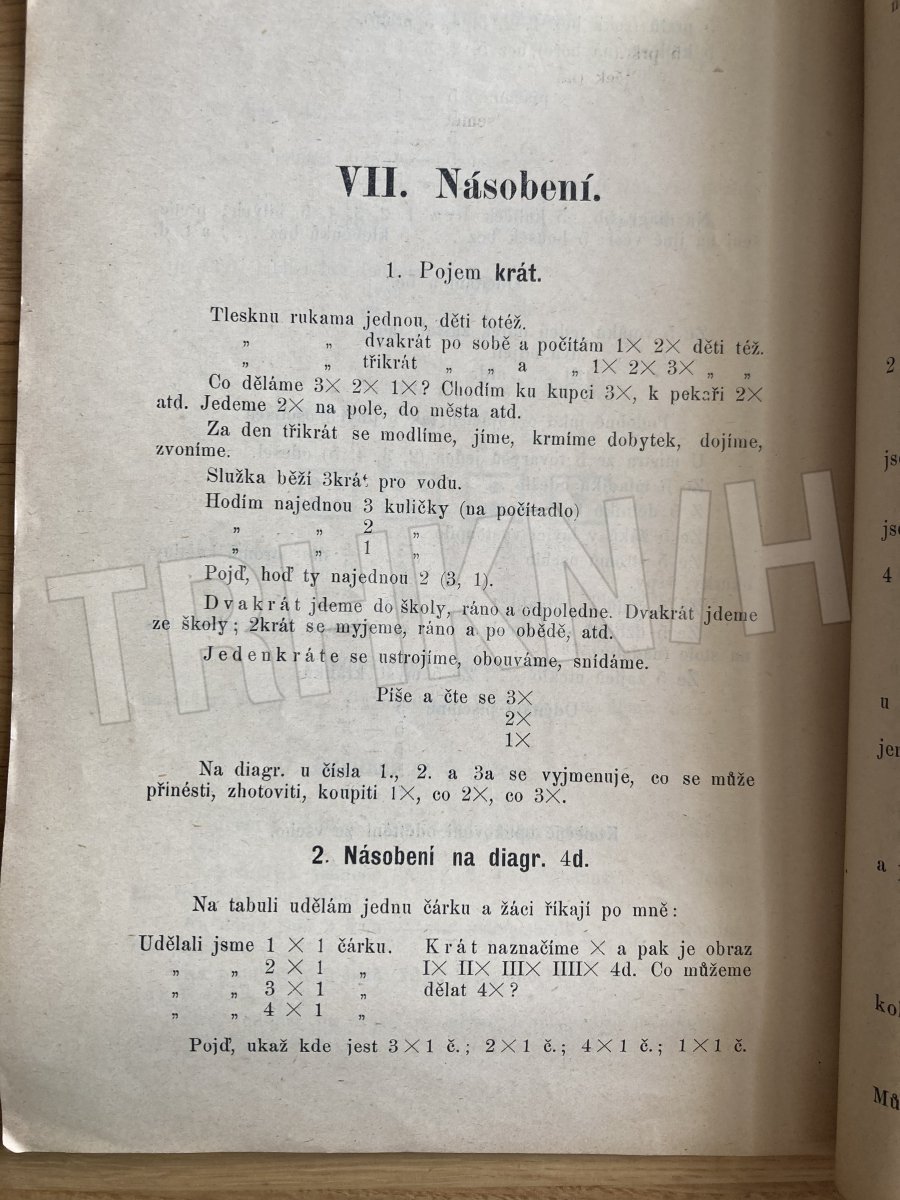 VII. Násobení.
1. Pojem krát.
Tlesknu rukama jednou, děti totéž.
„ „ dvakrát po sobě a počítám 1× 2× děti též.
„ „ třikrát „ „ a „ 1× 2× 3× „ „
Co děláme 3× 2× 1×? Chodím ku kupci 3×, k pekaři 2×
atd. Jedeme 2× na pole, do města atd.
Za den třikrát se modlíme, jíme, krmíme dobytek, dojíme,
zvoníme.
Služka běží 3krát pro vodu.
Hodím najednou 3 kuličky (na počítadlo)
„ „ 2 „
„ „ 1 „
Pojď, hoď ty najednou 2 (3, 1).
Dvakrát jdeme do školy, ráno a odpoledne. Dvakrát jdeme
ze školy; 2krát se myjeme, ráno a po obědě, atd.
Jedenkráte se ustrojíme, obouváme, snídáme.
Píše a čte se 3×
2×
1×
Na diagr. u čísla 1., 2. a 3a se vyjmenuje, co se může
přinésti, zhotoviti, koupiti 1×, co 2×, co 3×.
2. Násobení na diagr. 4d.
Na tabuli udělám jednu čárku a žáci říkají po mně:
Udělali jsme 1 × 1 čárku.
„ „ 2 × 1 „
„ „ 3 × 1 „
„ „ 4 × 1 „
Krát naznačíme × a pak je obraz
I× II× III× IIII× 4d. Co můžeme
dělat 4×?
Pojď, ukaž kde jest 3×1 č.; 2×1 č.; 4×1 č.; 1×1 č.
TRHKNIH
2
4
u
a